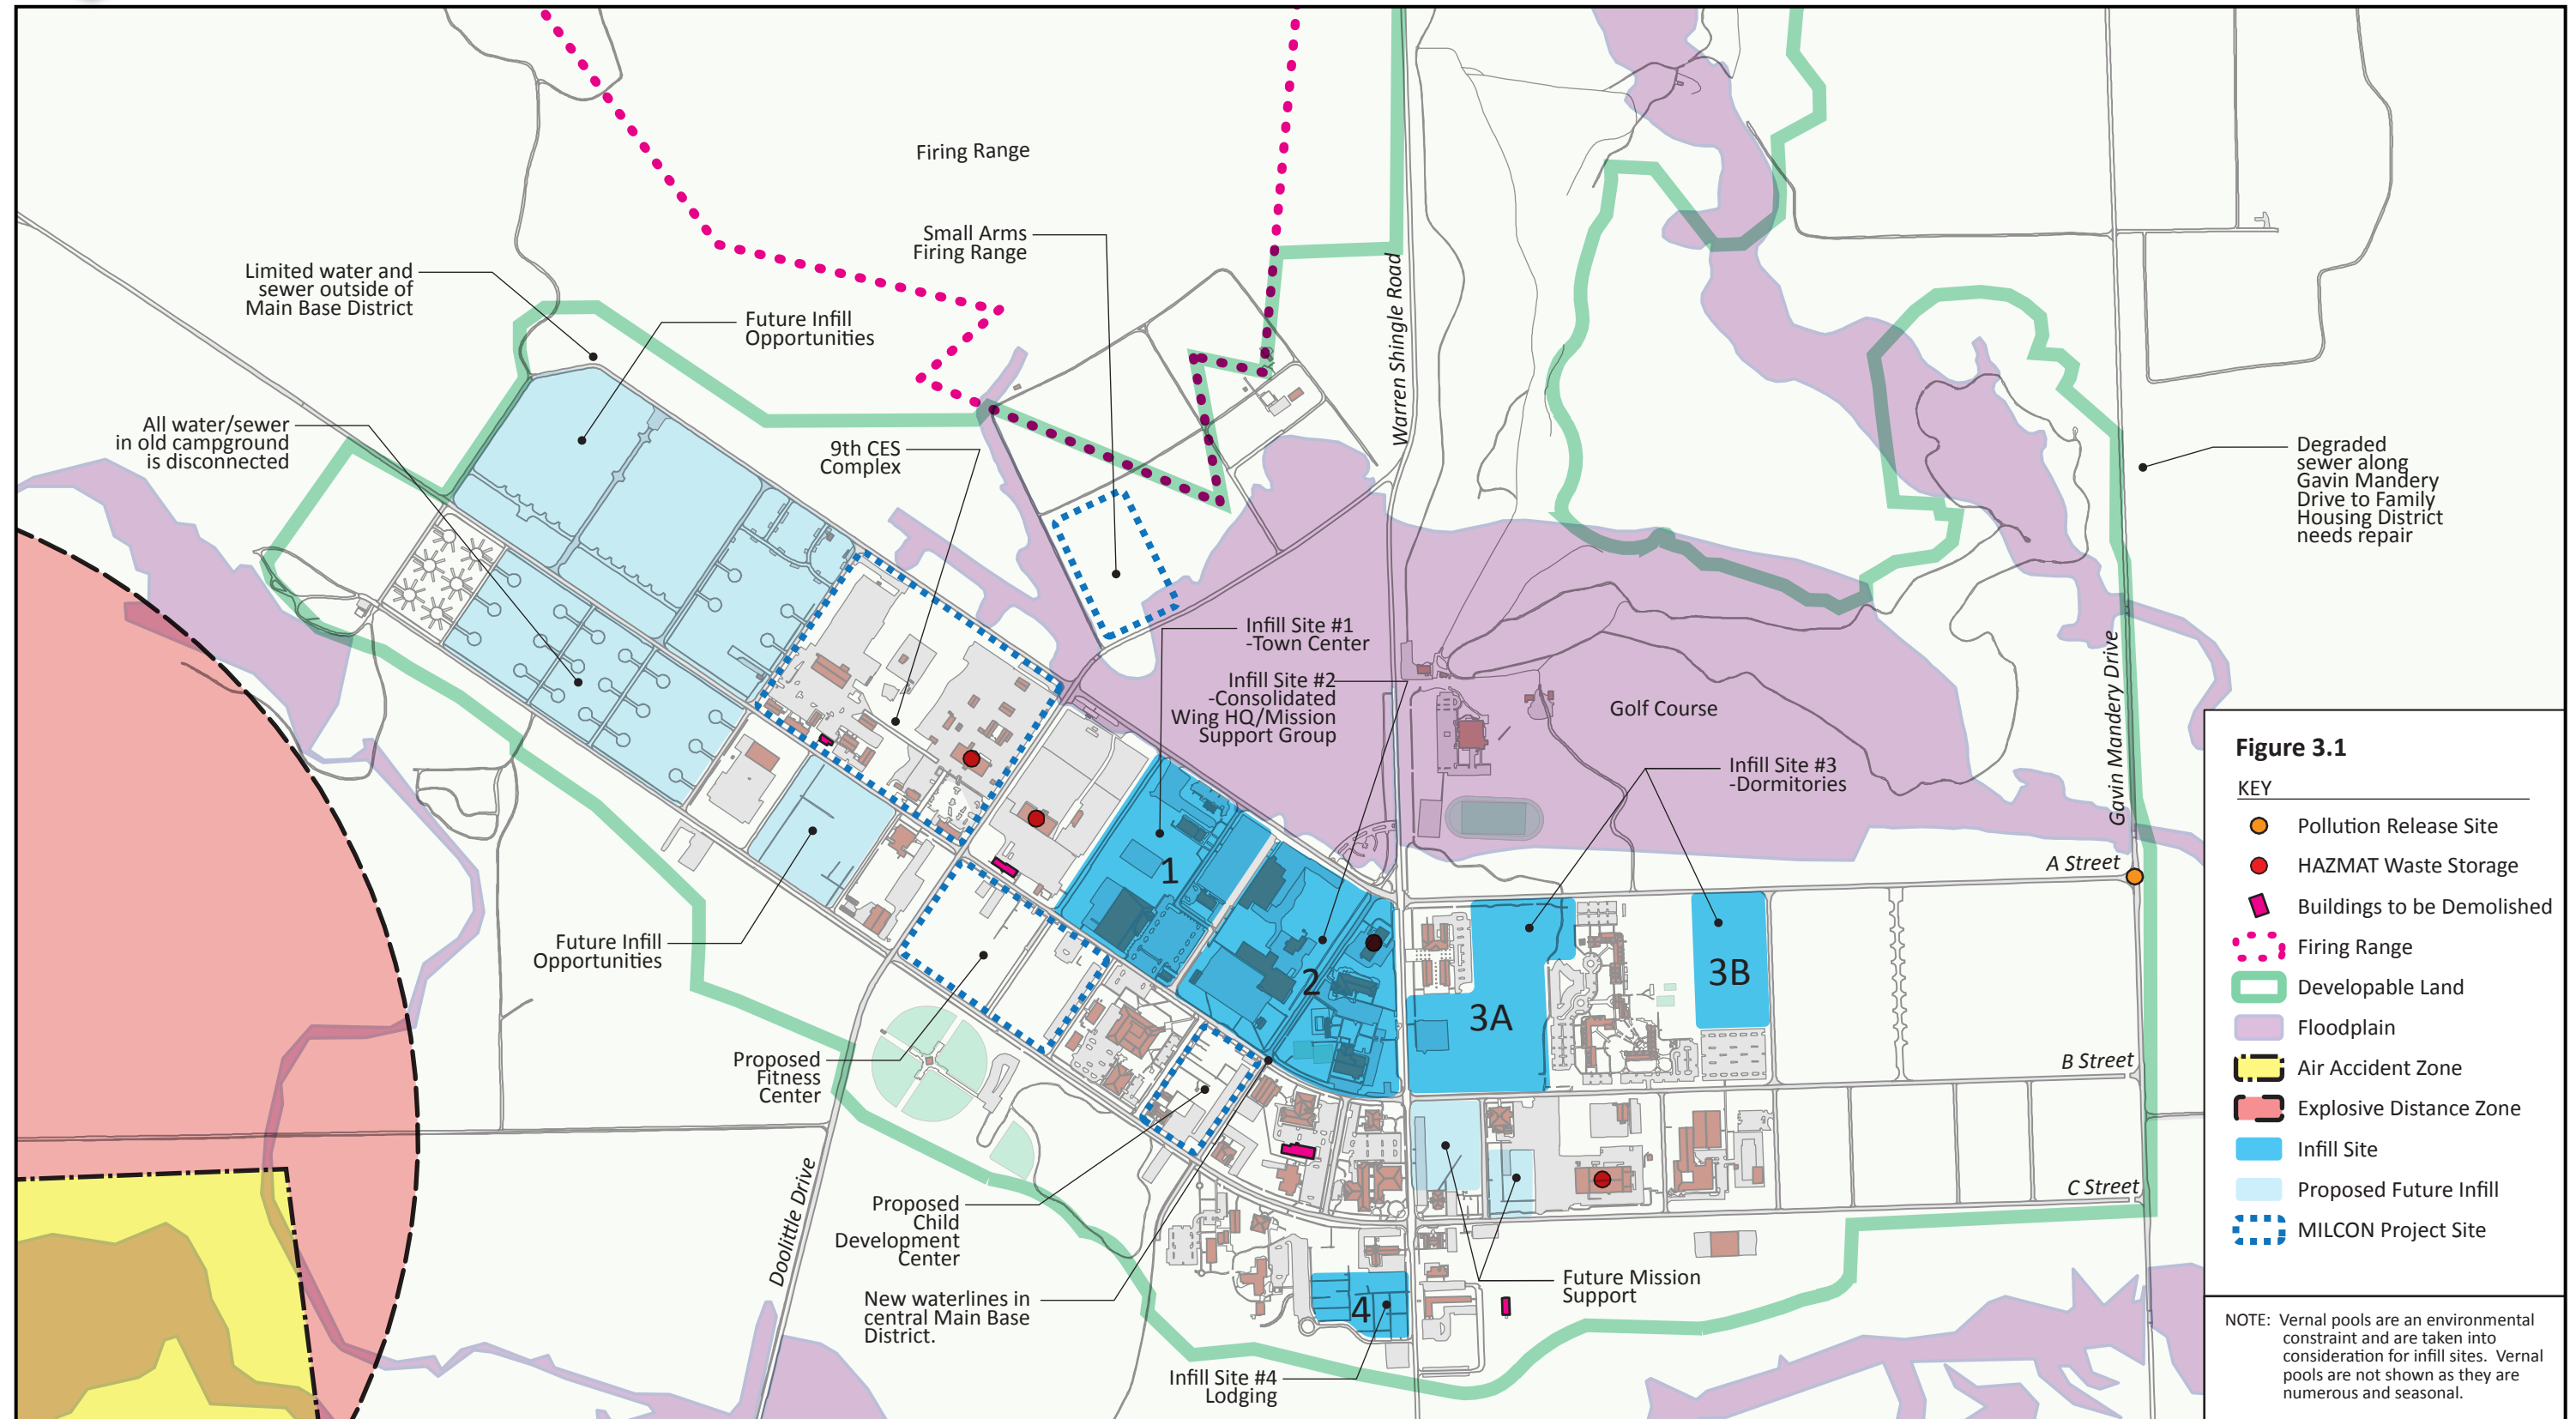 Firing Range
Small Arms
Firing Range
Limited water and
sewer outside of
Main Base District
Future Infill
Opportunities
Warren Shingle Road
All water/sewer
in old campground
is disconnected
9th CES
Complex
Degraded
sewer along
Gavin Mandery
Drive to Family
Housing District
needs repair
Infill Site #1
-Town Center
Infill Site #2
-Consolidated
Wing HQ/Mission
Support Group
Golf Course
Gavin Mandery Drive
Infill Site #3
-Dormitories
A Street
1
2
3A
3B
Future Infill
Opportunities
Proposed
Fitness
Center
B Street
C Street
Doolittle Drive
Proposed
Child
Development
Center
New waterlines in
central Main Base
District.
4
Future Mission
Support
Infill Site #4
Lodging
Figure 3.1
KEY
Pollution Release Site
HAZMAT Waste Storage
Buildings to be Demolished
Firing Range
Developable Land
Floodplain
Air Accident Zone
Explosive Distance Zone
Infill Site
Proposed Future Infill
MILCON Project Site
NOTE: Vernal pools are an environmental
constraint and are taken into
consideration for infill sites. Vernal
pools are not shown as they are
numerous and seasonal.